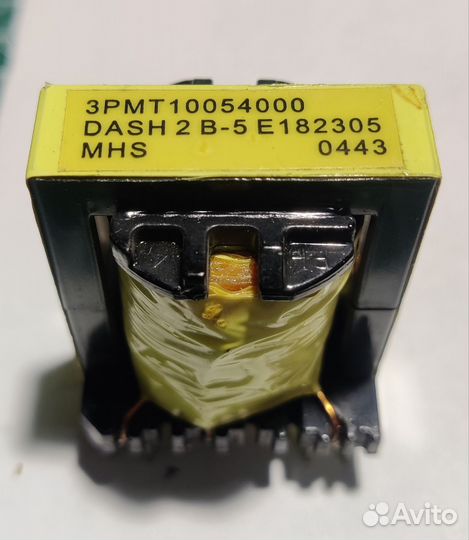 3PMT10054000
DASH 2 B-5 E182305
MHS 0443
Avito